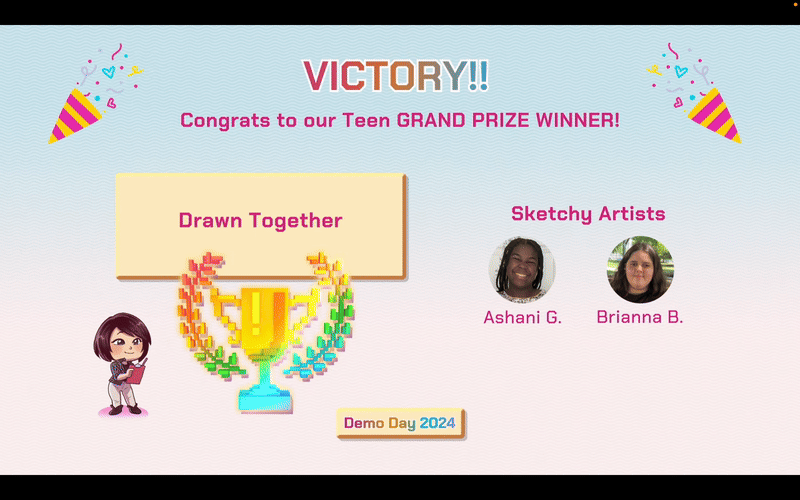 VICTORY!!
Congrats to our Teen GRAND PRIZE WINNER!
Drawn Together
Sketchy Artists
Ashani G.
Brianna B.
Demo Day 2024